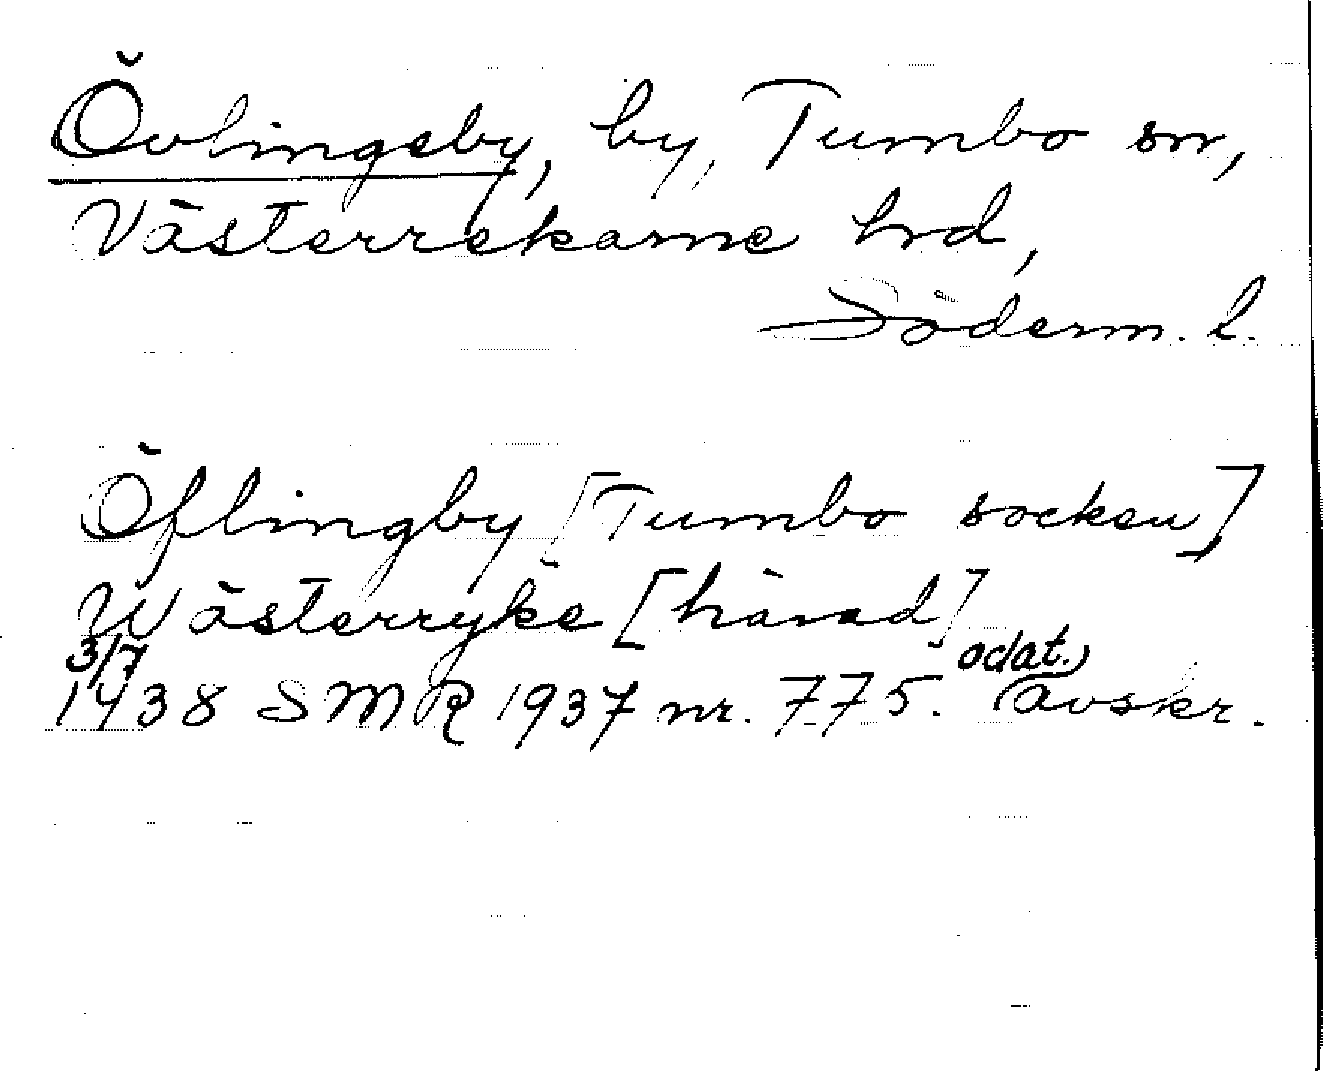 Övlingsby, by, Tumbo sn,
Västerrekarne hrd,
Söderm. l.
Öflingby [Tumbo socken]
Wästerryke [härad]
3/7 odat.
1438 SMR 1937 nr. 775. avskr.